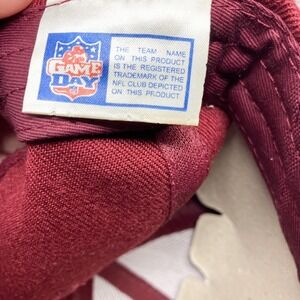 GAME
DAY
THE TEAM NAME
ON THIS PRODUCT
IS THE REGISTERED
TRADEMARK OF THE
NFL CLUB DEPICTED
ON THIS PRODUCT